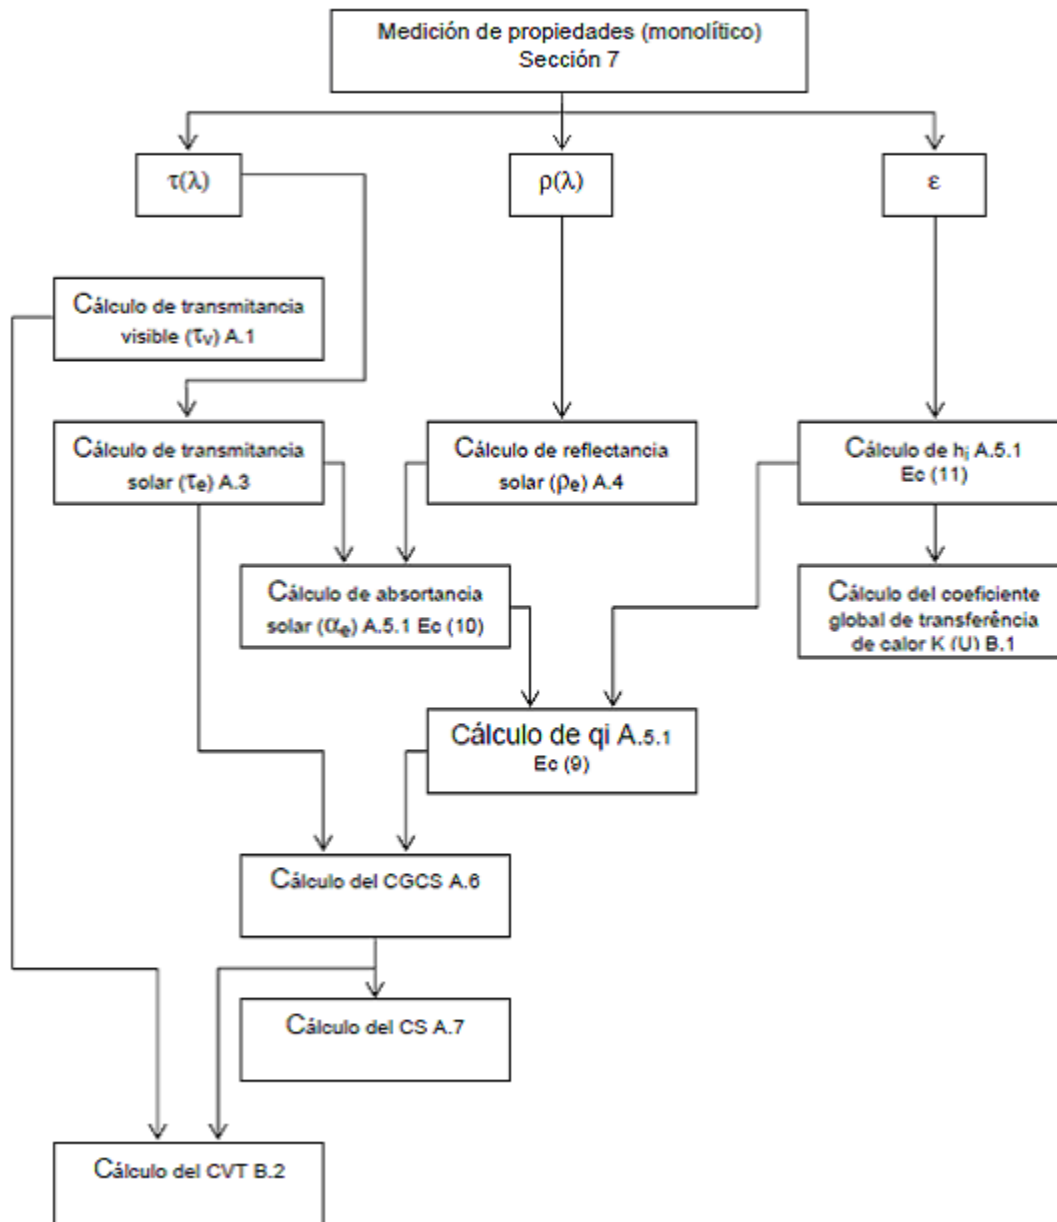 Medición de propiedades (monolítico)
Sección 7
τ(λ)
ρ(λ)
ε
Cálculo de transmitancia
visible (τv) A.1
Cálculo de transmitancia
solar (τe) A.3
Cálculo de reflectancia
solar (ρe) A.4
Cálculo de hi A.5.1
Ec (11)
Cálculo de absortancia
solar (αe) A.5.1 Ec (10)
Cálculo del coeficiente
global de transferência
de calor K (U) B.1
Cálculo de qi A.5.1
Ec (9)
Cálculo del CGCS A.6
Cálculo del CS A.7
Cálculo del CVT B.2